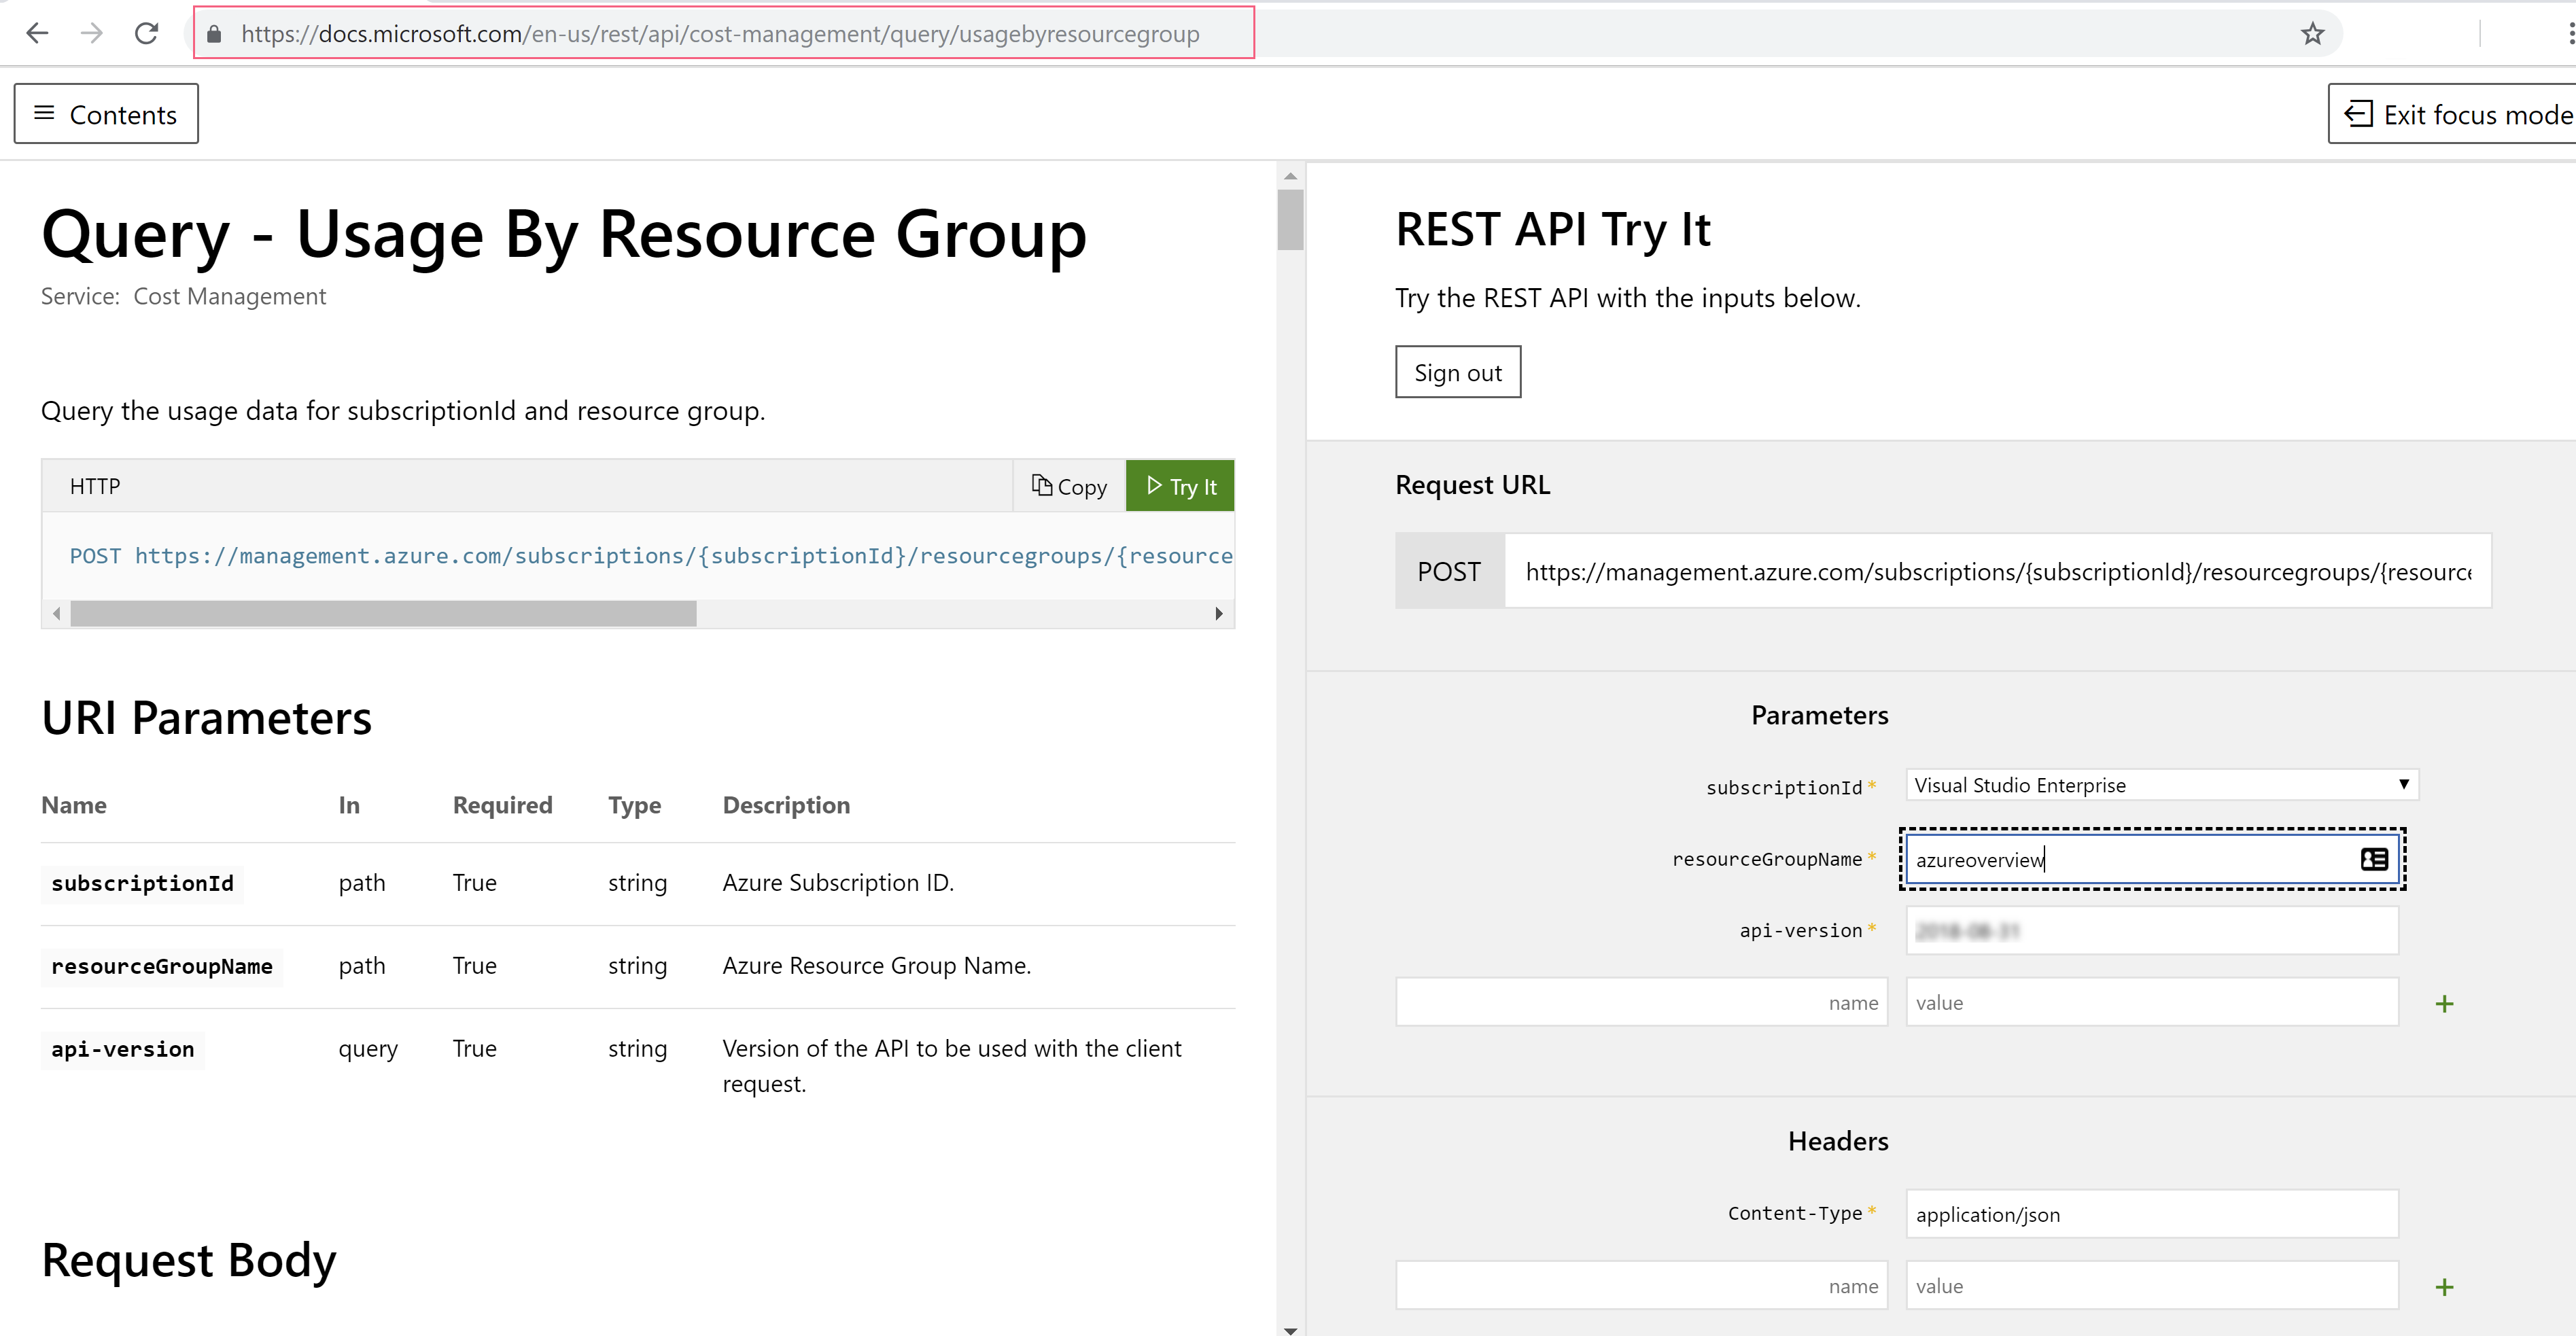 https://docs.microsoft.com/en-us/rest/api/cost-management/query/usagebyresourcegroup
Contents
Exit focus mode
Query - Usage By Resource Group
Service: Cost Management
Query the usage data for subscriptionId and resource group.
HTTP
Copy
Try It
POST https://management.azure.com/subscriptions/{subscriptionId}/resourcegroups/{resource
URI Parameters
Name In Required Type Description
subscriptionId path True string Azure Subscription ID.
resourceGroupName path True string Azure Resource Group Name.
api-version query True string Version of the API to be used with the client
request.
Request Body
REST API Try It
Try the REST API with the inputs below.
Sign out
Request URL
POST https://management.azure.com/subscriptions/{subscriptionId}/resourcegroups/{resource
Parameters
subscriptionId * Visual Studio Enterprise
resourceGroupName * azureoverview
api-version * 2018-08-31
name value +
Headers
Content-Type * application/json
name value +